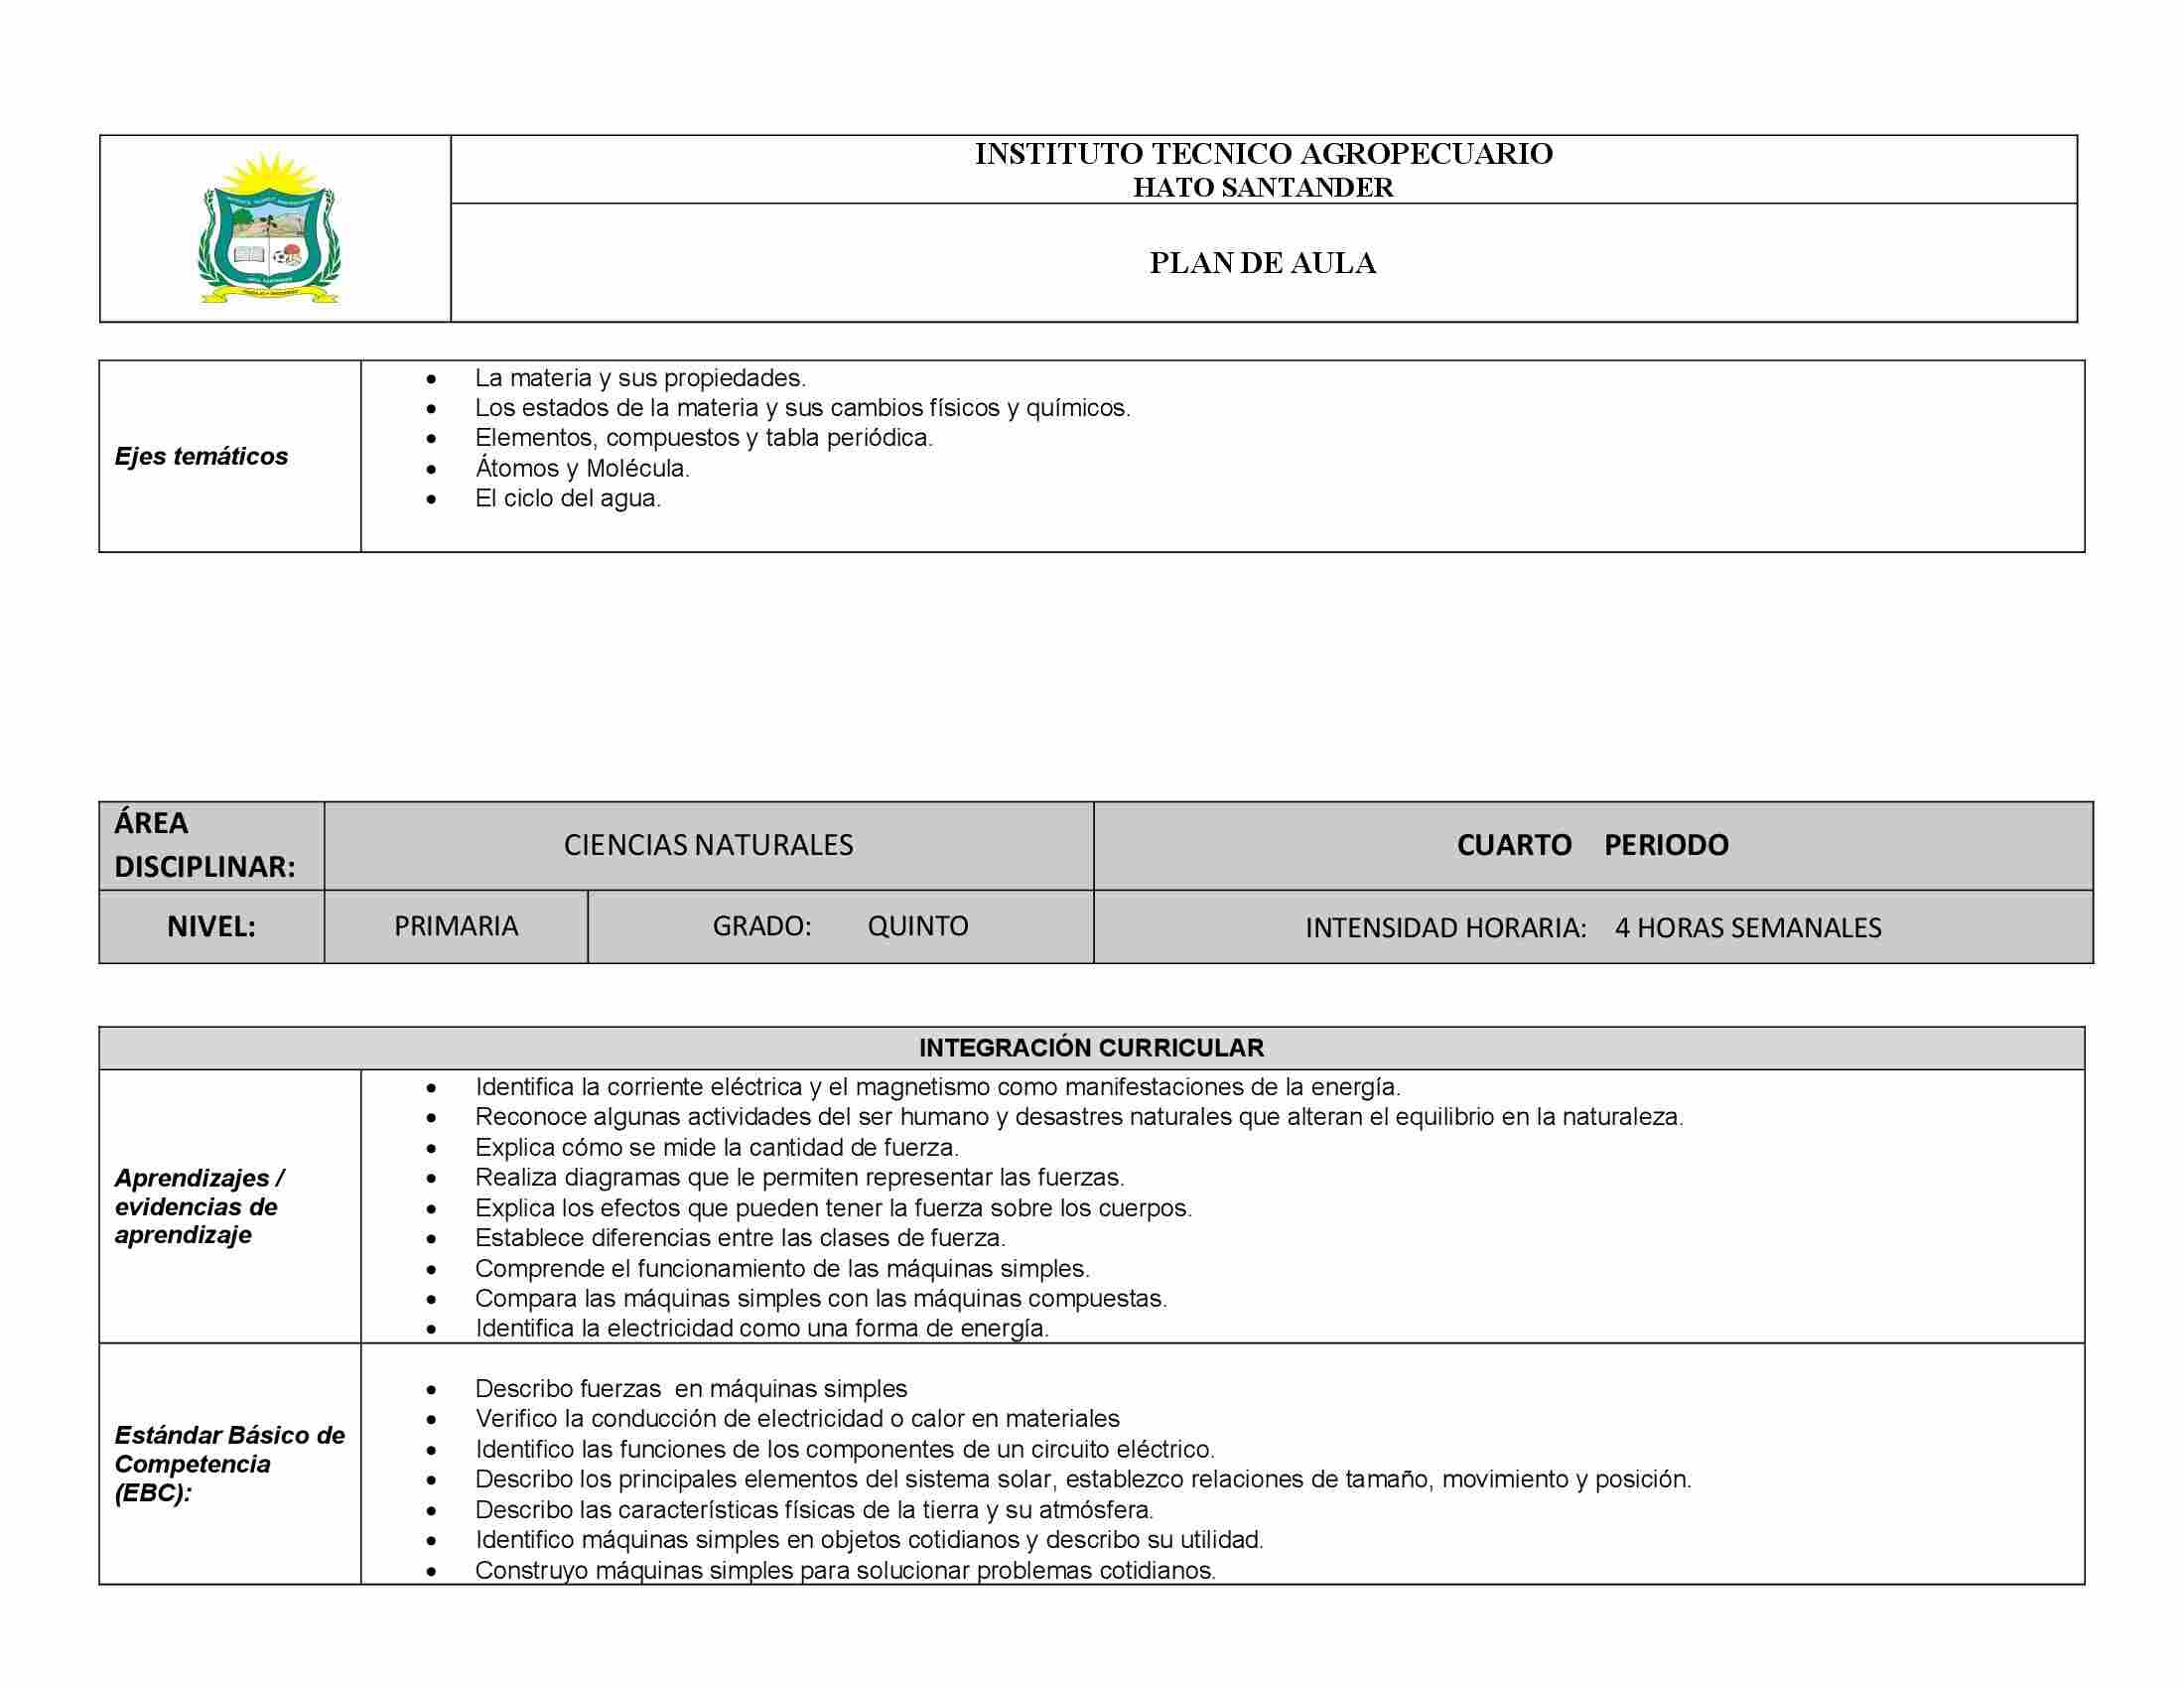 INSTITUTO TECNICO AGROPECUARIO
HATO SANTANDER
PLAN DE AULA
Ejes temáticos
• La materia y sus propiedades.
• Los estados de la materia y sus cambios físicos y químicos.
• Elementos, compuestos y tabla periódica.
• Átomos y Molécula.
• El ciclo del agua.
ÁREA
DISCIPLINAR:
CIENCIAS NATURALES
CUARTO PERIODO
NIVEL:
PRIMARIA
GRADO: QUINTO
INTENSIDAD HORARIA: 4 HORAS SEMANALES
INTEGRACIÓN CURRICULAR
Aprendizajes /
evidencias de
aprendizaje
• Identifica la corriente eléctrica y el magnetismo como manifestaciones de la energía.
• Reconoce algunas actividades del ser humano y desastres naturales que alteran el equilibrio en la naturaleza.
• Explica cómo se mide la cantidad de fuerza.
• Realiza diagramas que le permiten representar las fuerzas.
• Explica los efectos que pueden tener la fuerza sobre los cuerpos.
• Establece diferencias entre las clases de fuerza.
• Comprende el funcionamiento de las máquinas simples.
• Compara las máquinas simples con las máquinas compuestas.
• Identifica la electricidad como una forma de energía.
Estándar Básico de
Competencia
(EBC):
• Describo fuerzas en máquinas simples
• Verifico la conducción de electricidad o calor en materiales
• Identifico las funciones de los componentes de un circuito eléctrico.
• Describo los principales elementos del sistema solar, establezco relaciones de tamaño, movimiento y posición.
• Describo las características físicas de la tierra y su atmósfera.
• Identifico máquinas simples en objetos cotidianos y describo su utilidad.
• Construyo máquinas simples para solucionar problemas cotidianos.